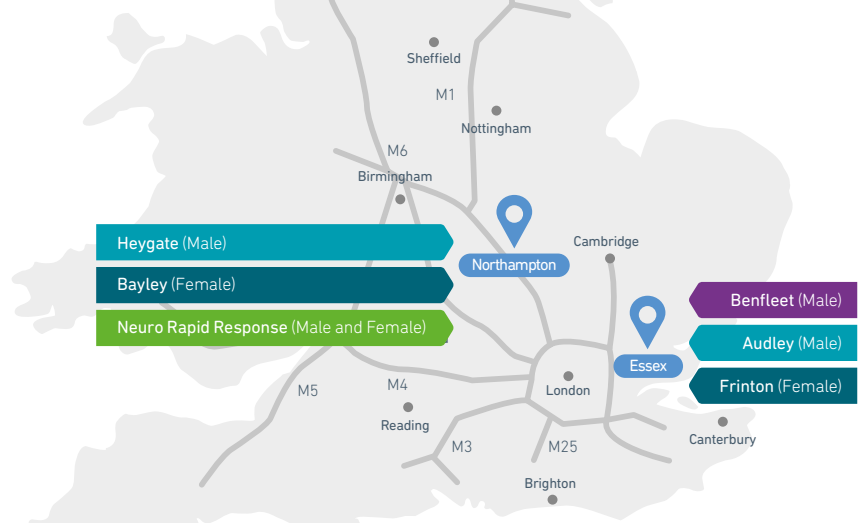 Sheffield
M1
Nottingham
M6
Birmingham
Heygate (Male)
Bayley (Female)
Neuro Rapid Response (Male and Female)
Northampton
Cambridge
Benfleet (Male)
Audley (Male)
Frinton (Female)
Essex
London
M5
M4
Reading
M3
M25
Canterbury
Brighton